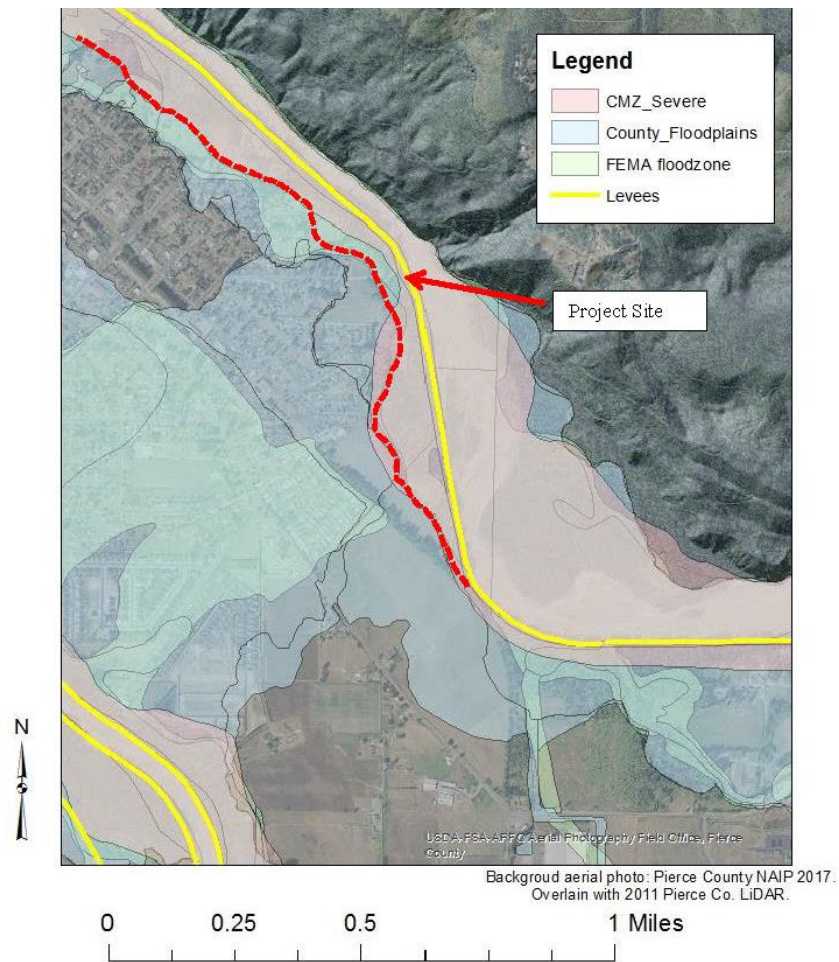 Legend
CMZ_Severe
County_Floodplains
FEMA floodzone
Levees
Project Site
N
USDA-FSA-APFO Aerial Photography Field Office, Pierce
County
Backgroud aerial photo: Pierce County NAIP 2017.
Overlain with 2011 Pierce Co. LiDAR.
0 0.25 0.5 1 Miles